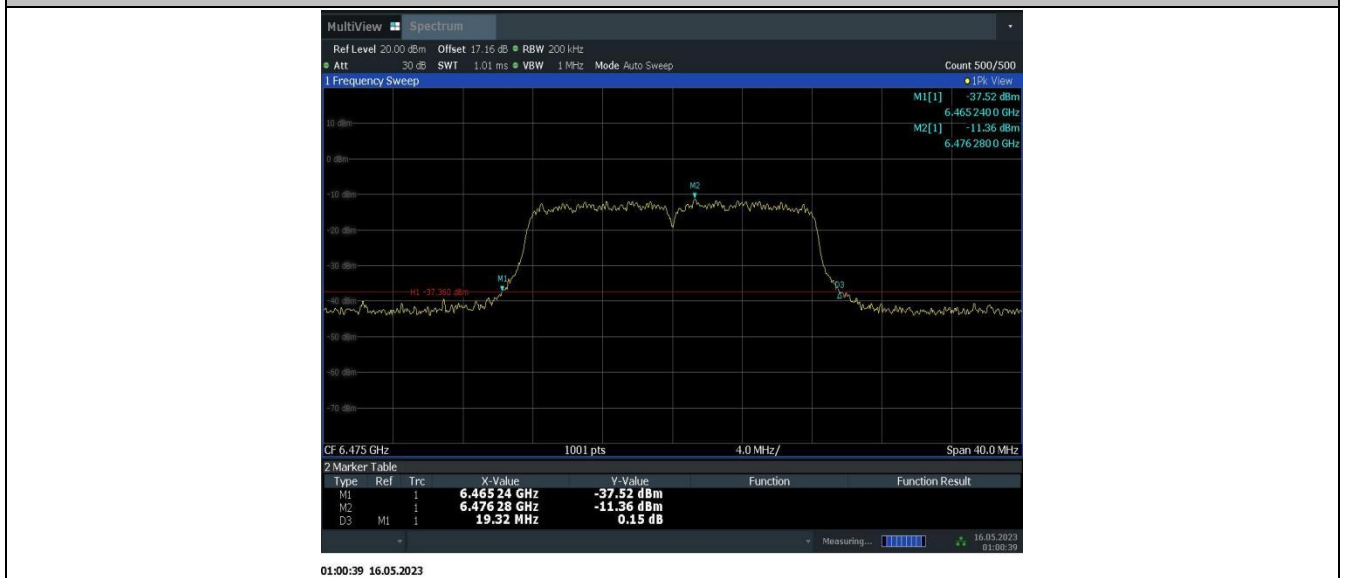 MultiView Spectrum
Ref Level 20.00 dBm Offset 17.16 dB RBW 200 kHz
Att 30 dB SWT 1.01 ms VBW 1 MHz Mode Auto Sweep Count 500/500
1 Frequency Sweep 1Pk View
M1[1] -37.52 dBm
6.465 240 0 GHz
10 dBm
M2[1] -11.36 dBm
6.476 280 0 GHz
0 dBm
M2
-10 dBm
-20 dBm
-30 dBm
M1
D3
H1 -37.360 dBm
-40 dBm
-50 dBm
-60 dBm
-70 dBm
CF 6.475 GHz 1001 pts 4.0 MHz/ Span 40.0 MHz
2 Marker Table
Type Ref Trc X-Value Y-Value Function Function Result
M1 1 6.465 24 GHz -37.52 dBm
M2 1 6.476 28 GHz -11.36 dBm
D3 M1 1 19.32 MHz 0.15 dB
Measuring... 16.05.2023
01:00:39
01:00:39 16.05.2023